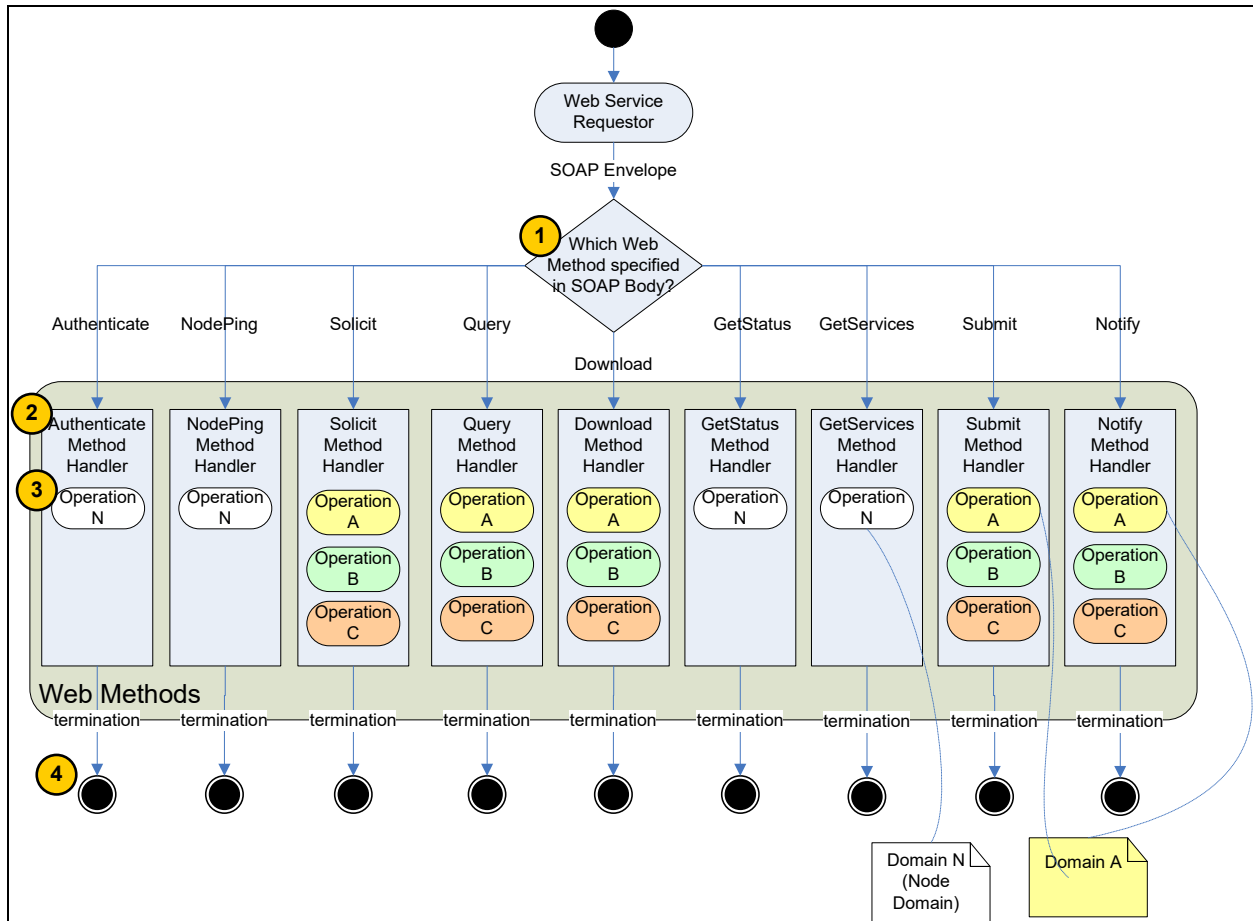 Web Service
Requestor
SOAP Envelope
1
Which Web
Method specified
in SOAP Body?
Authenticate
NodePing
Solicit
Query
Download
GetStatus
GetServices
Submit
Notify
2
Authenticate
Method
Handler
NodePing
Method
Handler
Solicit
Method
Handler
Query
Method
Handler
Download
Method
Handler
GetStatus
Method
Handler
GetServices
Method
Handler
Submit
Method
Handler
Notify
Method
Handler
3
Operation
N
Operation
N
Operation
A
Operation
B
Operation
C
Operation
A
Operation
B
Operation
C
Operation
A
Operation
B
Operation
C
Operation
N
Operation
N
Operation
A
Operation
B
Operation
C
Operation
A
Operation
B
Operation
C
Web Methods
termination
termination
termination
termination
termination
termination
termination
termination
termination
4
Domain N
(Node
Domain)
Domain A